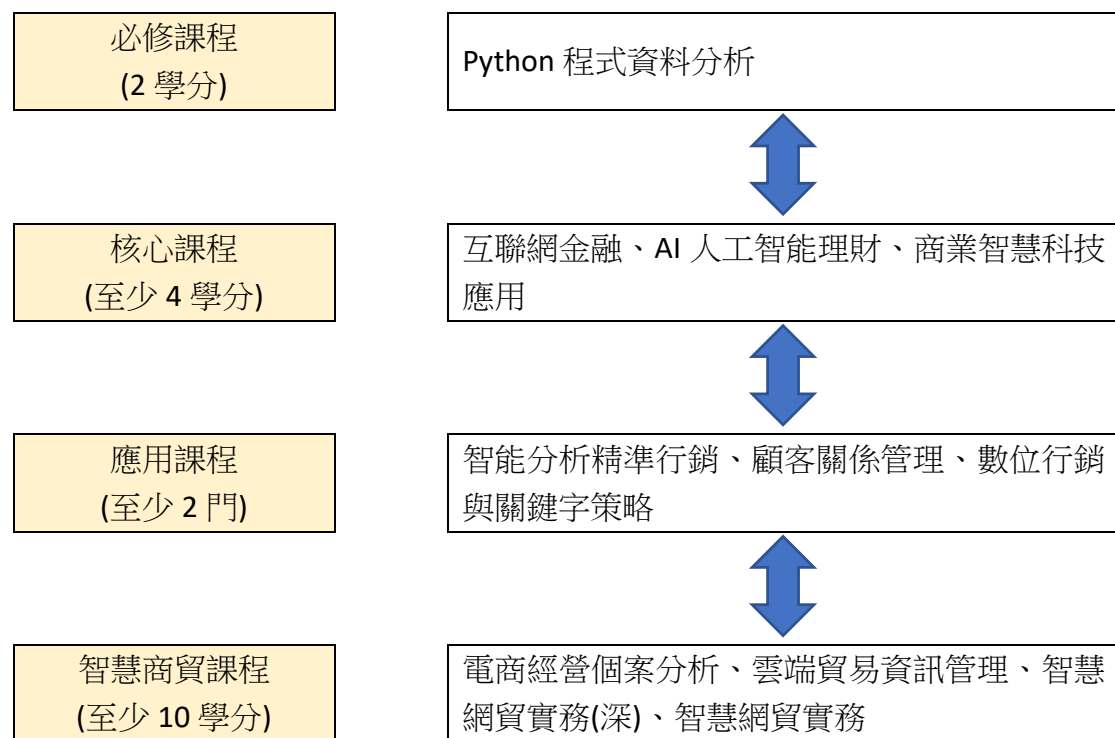 必修課程
(2 學分)
Python 程式資料分析
核心課程
(至少 4 學分)
互聯網金融、AI 人工智能理財、商業智慧科技
應用
應用課程
(至少 2 門)
智能分析精準行銷、顧客關係管理、數位行銷
與關鍵字策略
智慧商貿課程
(至少 10 學分)
電商經營個案分析、雲端貿易資訊管理、智慧
網貿實務(深)、智慧網貿實務